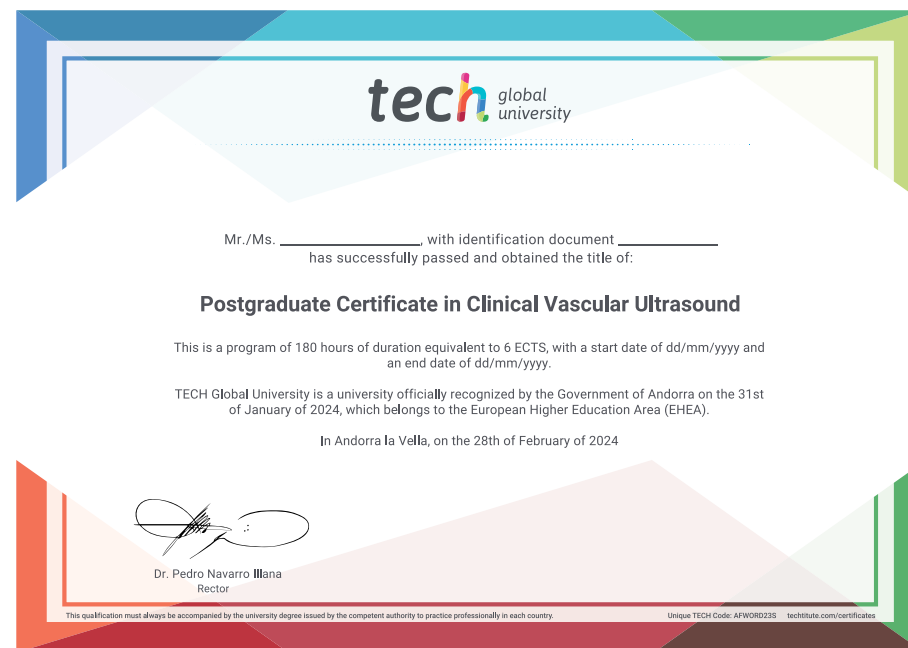 tech global university
Mr./Ms. ____________, with identification document ____________
has successfully passed and obtained the title of:
Postgraduate Certificate in Clinical Vascular Ultrasound
This is a program of 180 hours of duration equivalent to 6 ECTS, with a start date of dd/mm/yyyy and
an end date of dd/mm/yyyy.
TECH Global University is a university officially recognized by the Government of Andorra on the 31st
of January of 2024, which belongs to the European Higher Education Area (EHEA).
In Andorra la Vella, on the 28th of February of 2024
Dr. Pedro Navarro Illana
Rector
This qualification must always be accompanied by the university degree issued by the competent authority to practice professionally in each country.
Unique TECH Code: AFWORD23S techtitute.com/certificates